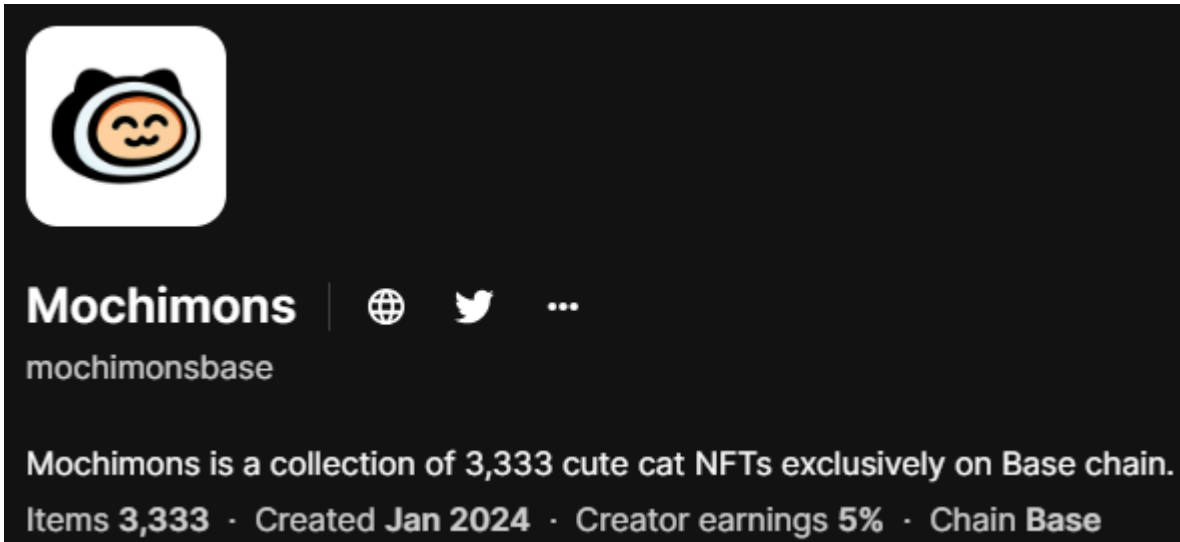 Mochimons
mochimonsbase
Mochimons is a collection of 3,333 cute cat NFTs exclusively on Base chain.
Items 3,333 · Created Jan 2024 · Creator earnings 5% · Chain Base